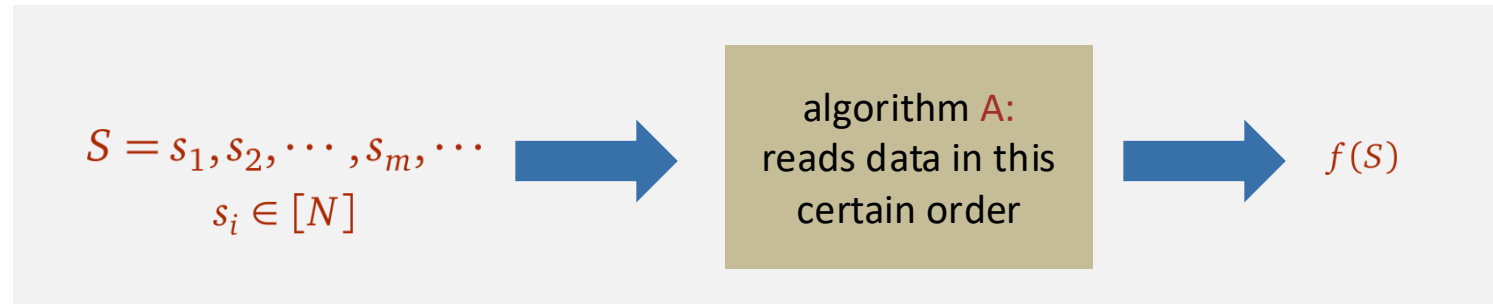 S = s₁, s₂, ⋯ , sₘ, ⋯
sᵢ ∈ [N]
algorithm A:
reads data in this
certain order
f(S)